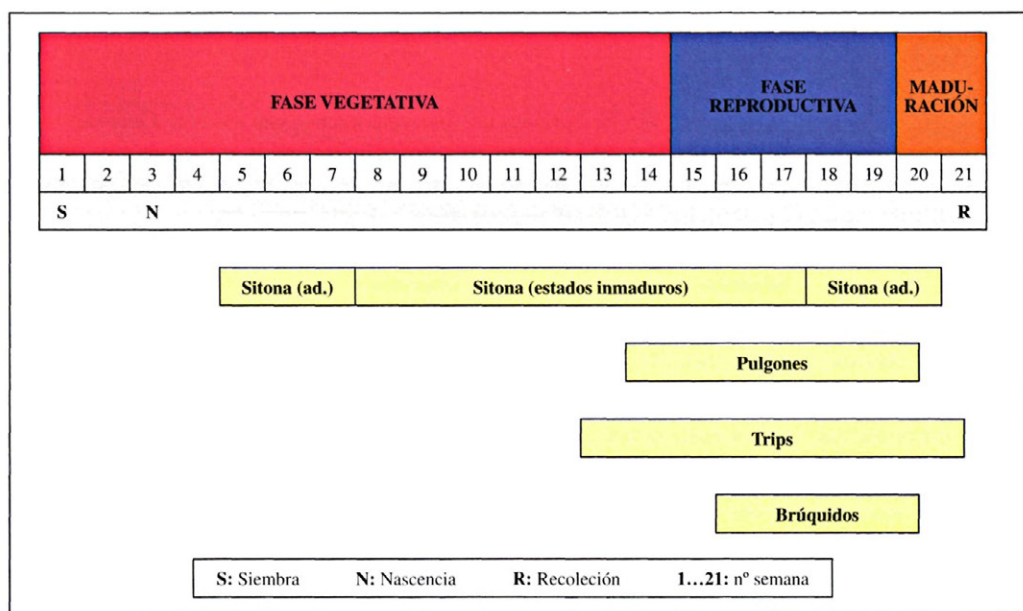 FASE VEGETATIVA
FASE
REPRODUCTIVA
MADU-
RACIÓN
1 2 3 4 5 6 7 8 9 10 11 12 13 14 15 16 17 18 19 20 21
S N R
Sitona (ad.) Sitona (estados inmaduros) Sitona (ad.)
Pulgones
Trips
Brúquidos
S: Siembra N: Nascencia R: Recoleción 1...21: nº semana